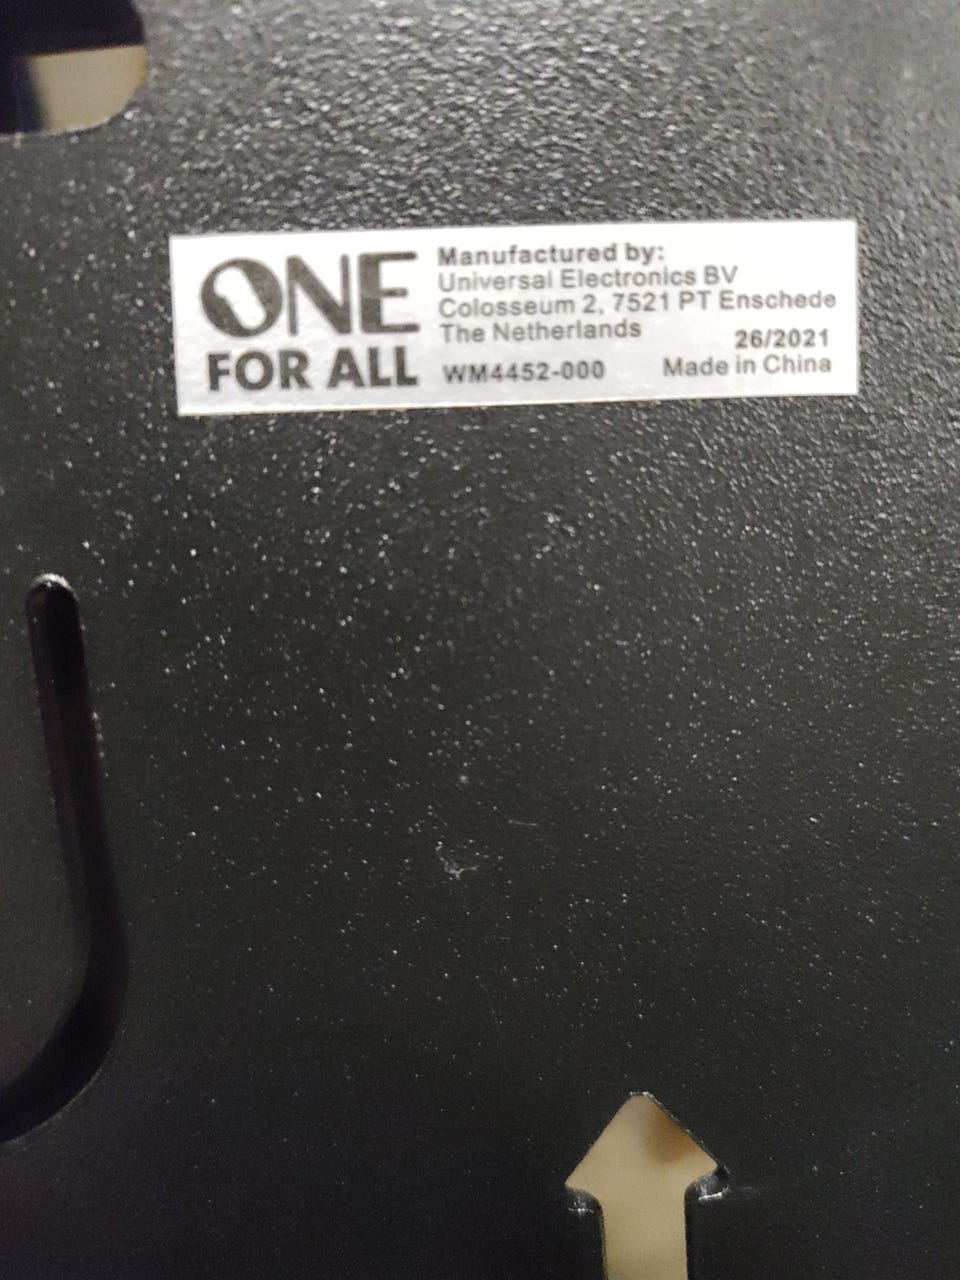 ONE
FOR ALL
Manufactured by:
Universal Electronics BV
Colosseum 2, 7521 PT Enschede
The Netherlands
26/2021
WM4452-000
Made in China